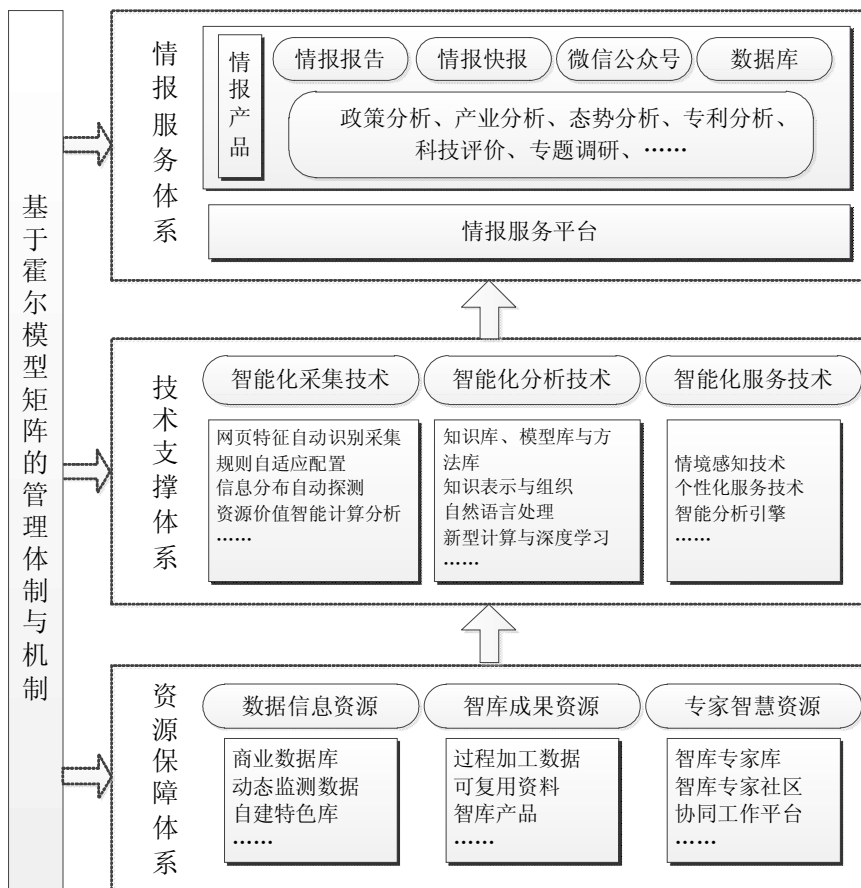 基于霍尔模型矩阵的管理体制与机制
情报服务体系
情报产品
情报报告
情报快报
微信公众号
数据库
政策分析、产业分析、态势分析、专利分析、
科技评价、专题调研、……
情报服务平台
技术支撑体系
智能化采集技术
网页特征自动识别采集
规则自适应配置
信息分布自动探测
资源价值智能计算分析
……
智能化分析技术
知识库、模型库与方
法库
知识表示与组织
自然语言处理
新型计算与深度学习
……
智能化服务技术
情境感知技术
个性化服务技术
智能分析引擎
……
资源保障体系
数据信息资源
商业数据库
动态监测数据
自建特色库
……
智库成果资源
过程加工数据
可复用资料
智库产品
……
专家智慧资源
智库专家库
智库专家社区
协同工作平台
……